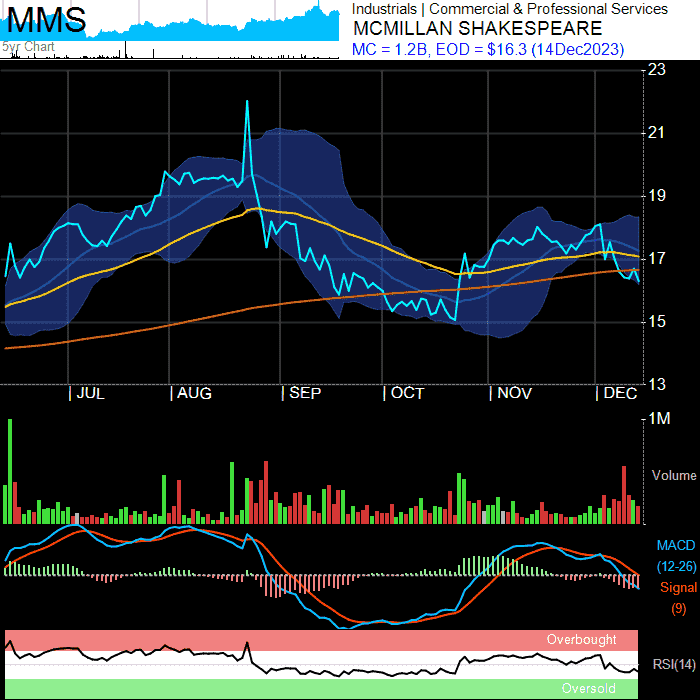 MMS
Industrials | Commercial & Professional Services
MCMILLAN SHAKESPEARE
MC = 1.2B, EOD = $16.3 (14Dec2023)
5yr Chart
23
21
19
17
15
13
JUL
AUG
SEP
OCT
NOV
DEC
1M
Volume
MACD
(12-26)
Signal
(9)
Overbought
RSI(14)
Oversold